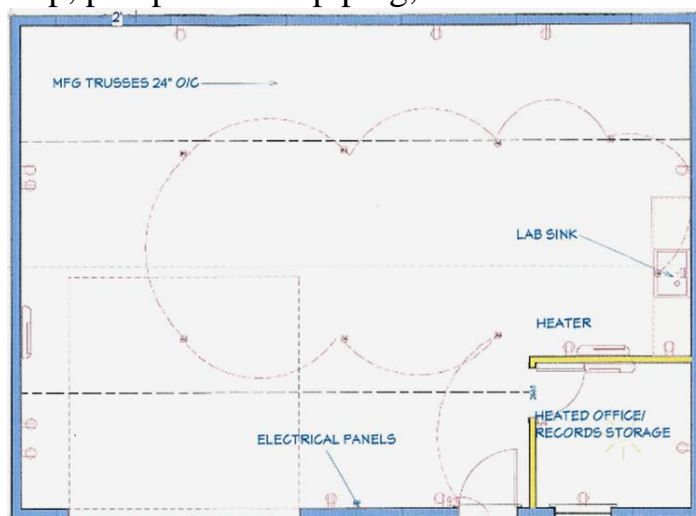 2'
MFG TRUSSES 24" O/C
LAB SINK
HEATER
HEATED OFFICE/
RECORDS STORAGE
ELECTRICAL PANELS